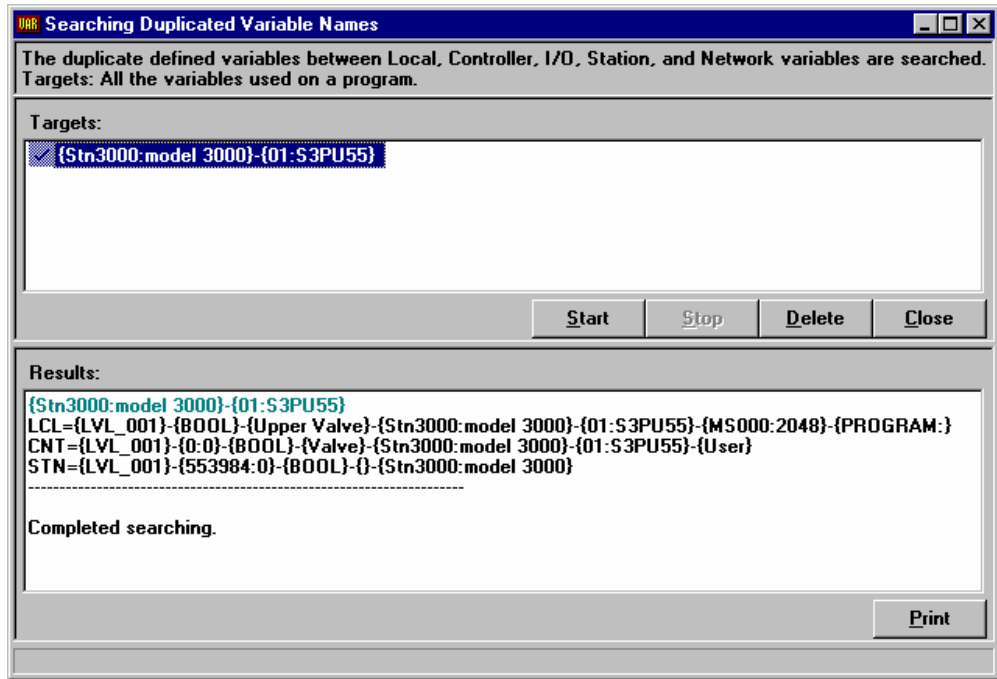 VAR Searching Duplicated Variable Names
The duplicate defined variables between Local, Controller, I/O, Station, and Network variables are searched.
Targets: All the variables used on a program.
Targets:
{Stn3000:model 3000}-{01:S3PU55}
Start Stop Delete Close
Results:
{Stn3000:model 3000}-{01:S3PU55}
LCL={LVL_001}-{BOOL}-{Upper Valve}-{Stn3000:model 3000}-{01:S3PU55}-{MS000:2048}-{PROGRAM:}
CNT={LVL_001}-{0:0}-{BOOL}-{Valve}-{Stn3000:model 3000}-{01:S3PU55}-{User}
STN={LVL_001}-{553984:0}-{BOOL}-{}-{Stn3000:model 3000}
----------------------------------------------------------------------
Completed searching.
Print